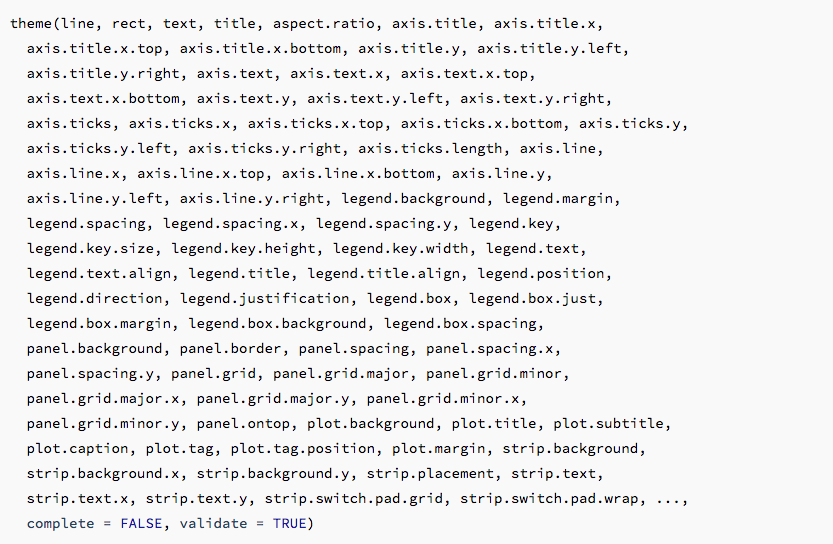 theme(line, rect, text, title, aspect.ratio, axis.title, axis.title.x,
  axis.title.x.top, axis.title.x.bottom, axis.title.y, axis.title.y.left,
  axis.title.y.right, axis.text, axis.text.x, axis.text.x.top,
  axis.text.x.bottom, axis.text.y, axis.text.y.left, axis.text.y.right,
  axis.ticks, axis.ticks.x, axis.ticks.x.top, axis.ticks.x.bottom, axis.ticks.y,
  axis.ticks.y.left, axis.ticks.y.right, axis.ticks.length, axis.line,
  axis.line.x, axis.line.x.top, axis.line.x.bottom, axis.line.y,
  axis.line.y.left, axis.line.y.right, legend.background, legend.margin,
  legend.spacing, legend.spacing.x, legend.spacing.y, legend.key,
  legend.key.size, legend.key.height, legend.key.width, legend.text,
  legend.text.align, legend.title, legend.title.align, legend.position,
  legend.direction, legend.justification, legend.box, legend.box.just,
  legend.box.margin, legend.box.background, legend.box.spacing,
  panel.background, panel.border, panel.spacing, panel.spacing.x,
  panel.spacing.y, panel.grid, panel.grid.major, panel.grid.minor,
  panel.grid.major.x, panel.grid.major.y, panel.grid.minor.x,
  panel.grid.minor.y, panel.ontop, plot.background, plot.title, plot.subtitle,
  plot.caption, plot.tag, plot.tag.position, plot.margin, strip.background,
  strip.background.x, strip.background.y, strip.placement, strip.text,
  strip.text.x, strip.text.y, strip.switch.pad.grid, strip.switch.pad.wrap, ...,
  complete = FALSE, validate = TRUE)